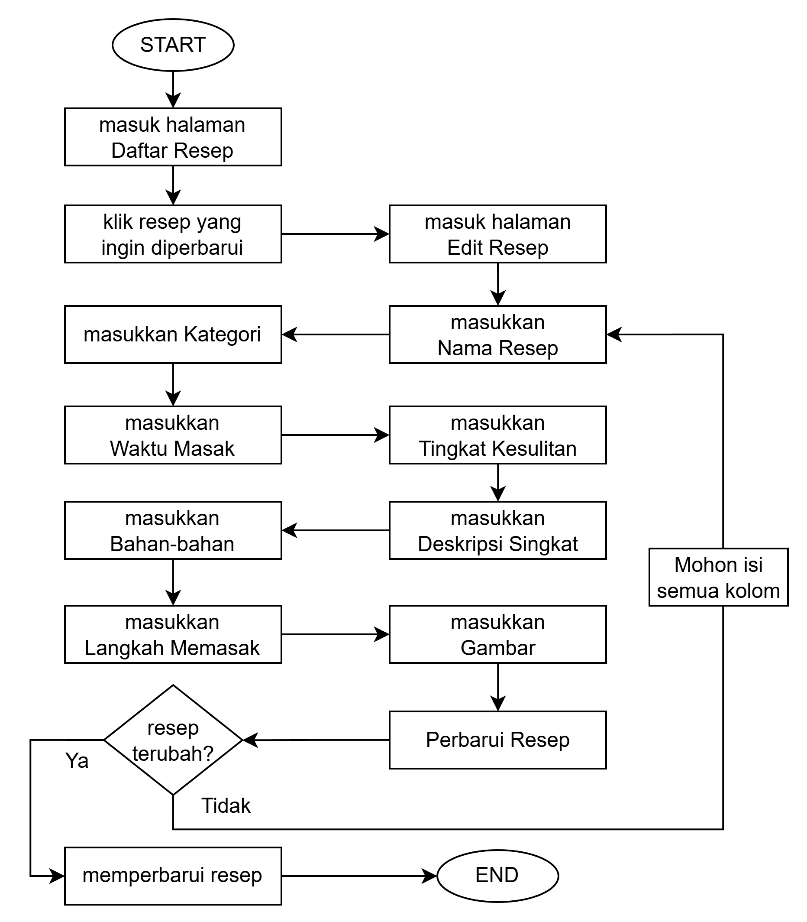 START
masuk halaman
Daftar Resep
klik resep yang
ingin diperbarui
masuk halaman
Edit Resep
masukkan
Nama Resep
masukkan Kategori
masukkan
Waktu Masak
masukkan
Tingkat Kesulitan
masukkan
Deskripsi Singkat
masukkan
Bahan-bahan
masukkan
Langkah Memasak
masukkan
Gambar
Perbarui Resep
resep
terubah?
Ya
Tidak
Mohon isi
semua kolom
memperbarui resep
END